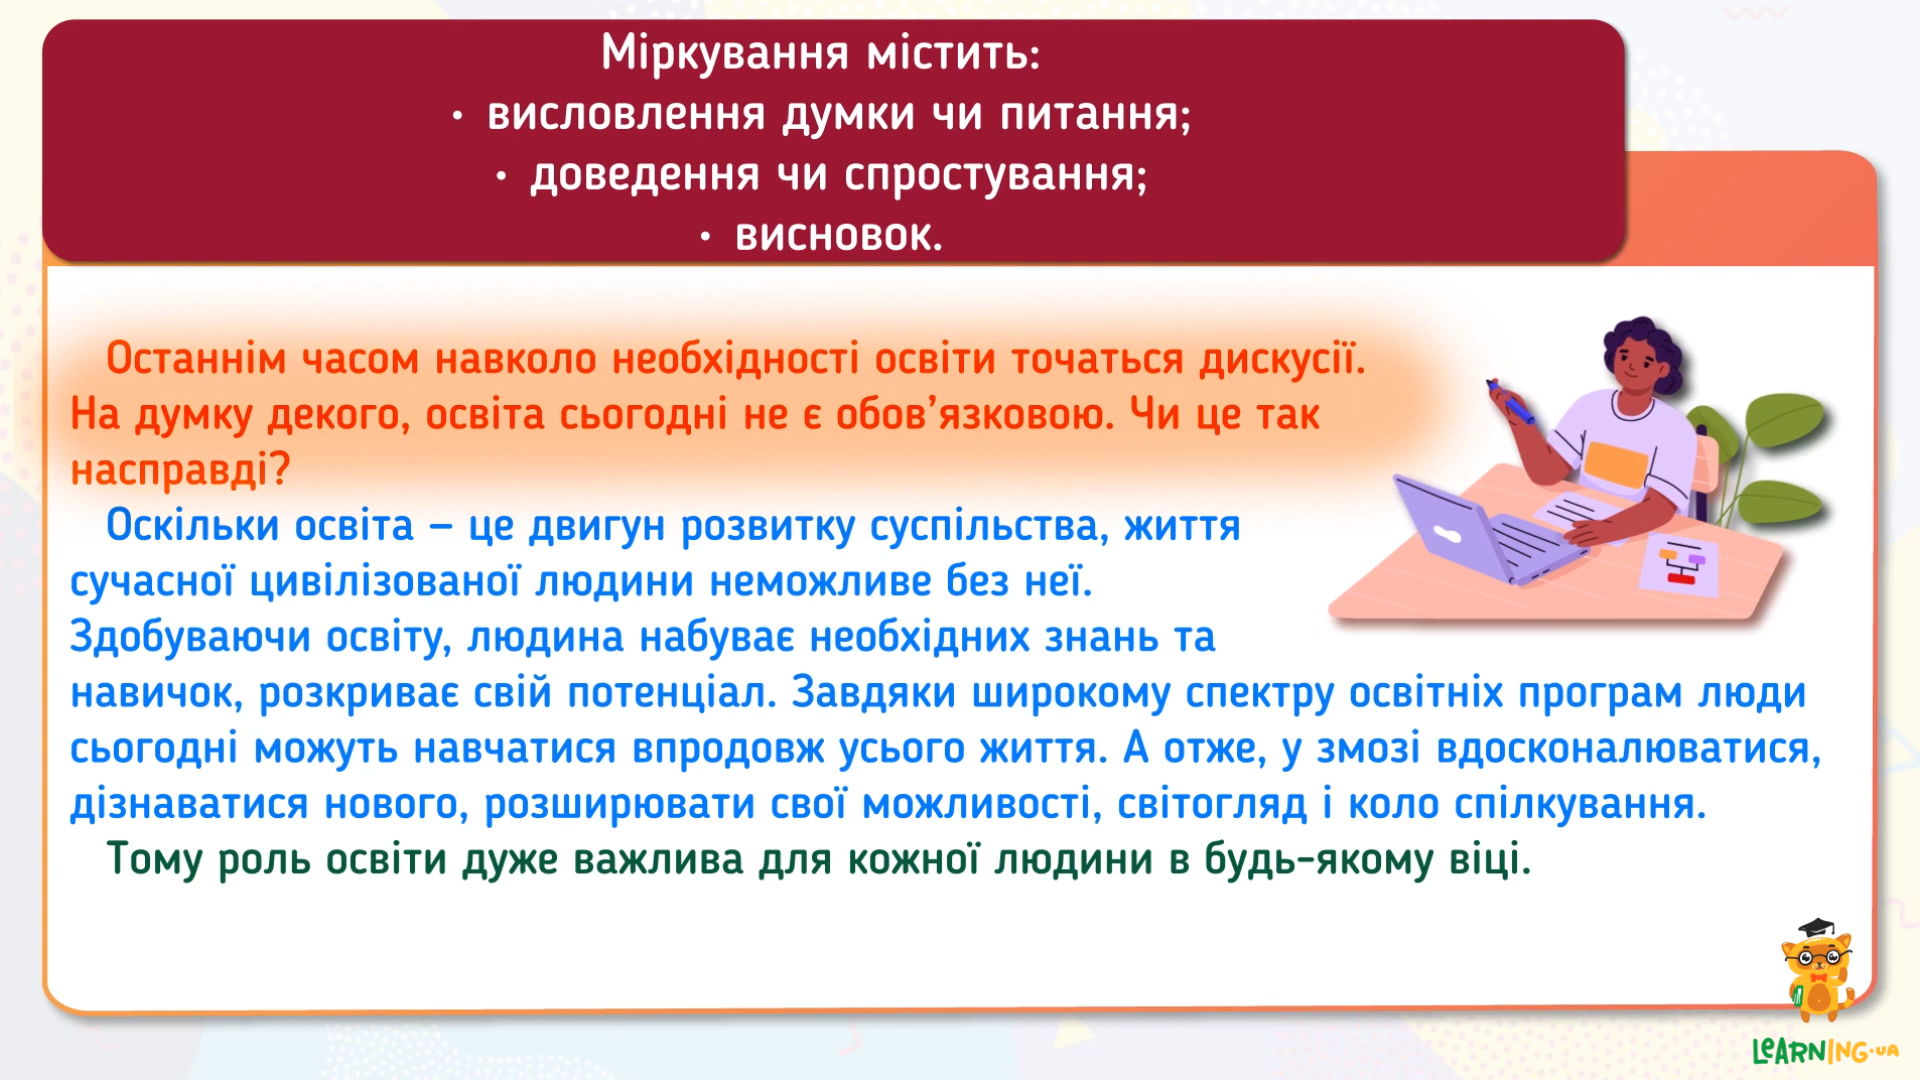 Міркування містить:
• висловлення думки чи питання;
• доведення чи спростування;
• висновок.
Останнім часом навколо необхідності освіти точаться дискусії.
На думку декого, освіта сьогодні не є обов’язковою. Чи це так
насправді?
Оскільки освіта – це двигун розвитку суспільства, життя
сучасної цивілізованої людини неможливе без неї.
Здобуваючи освіту, людина набуває необхідних знань та
навичок, розкриває свій потенціал. Завдяки широкому спектру освітніх програм люди
сьогодні можуть навчатися впродовж усього життя. А отже, у змозі вдосконалюватися,
дізнаватися нового, розширювати свої можливості, світогляд і коло спілкування.
Тому роль освіти дуже важлива для кожної людини в будь-якому віці.
LEARNING.UA